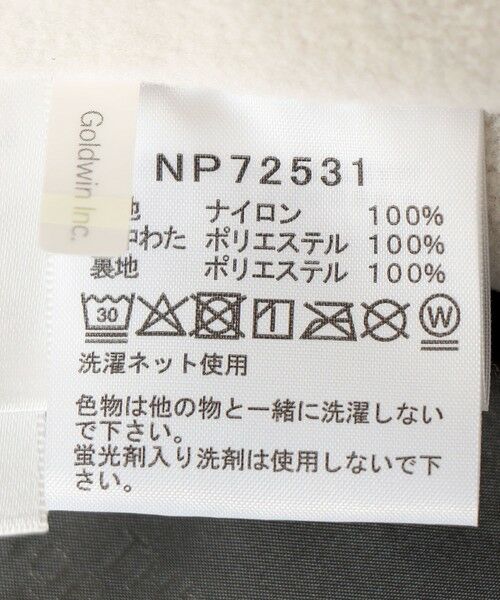 Goldwin Inc.
NP72531
地 ナイロン 100%
中わた ポリエステル 100%
裏地 ポリエステル 100%
30 W
洗濯ネット使用
色物は他の物と一緒に洗濯しない
で下さい。
蛍光剤入り洗剤は使用しないで下
さい。